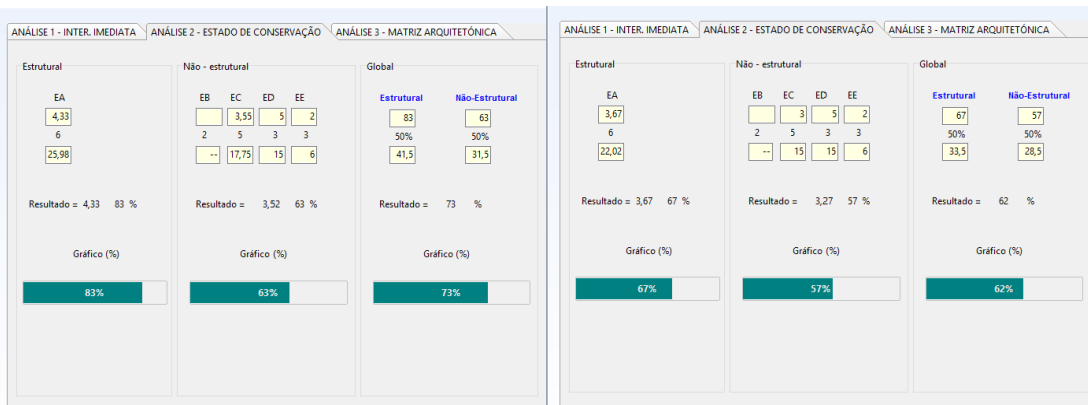 ANÁLISE 1 - INTER. IMEDIATA ANÁLISE 2 - ESTADO DE CONSERVAÇÃO ANÁLISE 3 - MATRIZ ARQUITETÓNICA
Estrutural Não - estrutural Global
EA EB EC ED EE Estrutural Não-Estrutural
4,33 3,55 5 2 83 63
6 2 5 3 3 50% 50%
25,98 -- 17,75 15 6 41,5 31,5
Resultado = 4,33 83 % Resultado = 3,52 63 % Resultado = 73 %
Gráfico (%) Gráfico (%) Gráfico (%)
83% 63% 73%
ANÁLISE 1 - INTER. IMEDIATA ANÁLISE 2 - ESTADO DE CONSERVAÇÃO ANÁLISE 3 - MATRIZ ARQUITETÓNICA
Estrutural Não - estrutural Global
EA EB EC ED EE Estrutural Não-Estrutural
3,67 3 5 2 67 57
6 2 5 3 3 50% 50%
22,02 -- 15 15 6 33,5 28,5
Resultado = 3,67 67 % Resultado = 3,27 57 % Resultado = 62 %
Gráfico (%) Gráfico (%) Gráfico (%)
67% 57% 62%